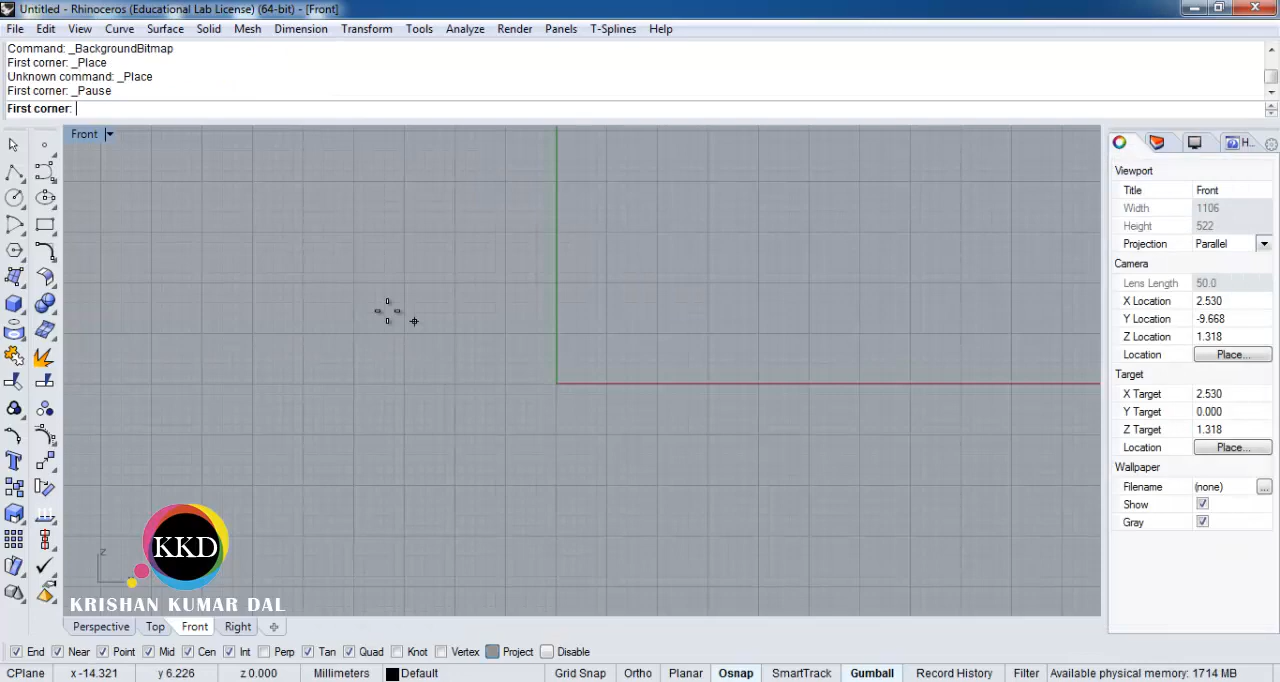 Untitled - Rhinoceros (Educational Lab License) (64-bit) - [Front]
File Edit View Curve Surface Solid Mesh Dimension Transform Tools Analyze Render Panels T-Splines Help
Command: _BackgroundBitmap
First corner: _Place
Unknown command: _Place
First corner: _Pause
First corner:
Front
H...
Viewport
Title Front
Width 1106
Height 522
Projection Parallel
Camera
Lens Length 50.0
X Location 2.530
Y Location -9.668
Z Location 1.318
Location Place...
Target
X Target 2.530
Y Target 0.000
Z Target 1.318
Location Place...
Wallpaper
Filename (none) ...
Show
Gray
z
KKD
KRISHAN KUMAR DAL
Perspective Top Front Right
End Near Point Mid Cen Int Perp Tan Quad Knot Vertex Project Disable
CPlane x -14.321 y 6.226 z 0.000 Millimeters Default Grid Snap Ortho Planar Osnap SmartTrack Gumball Record History Filter Available physical memory: 1714 MB